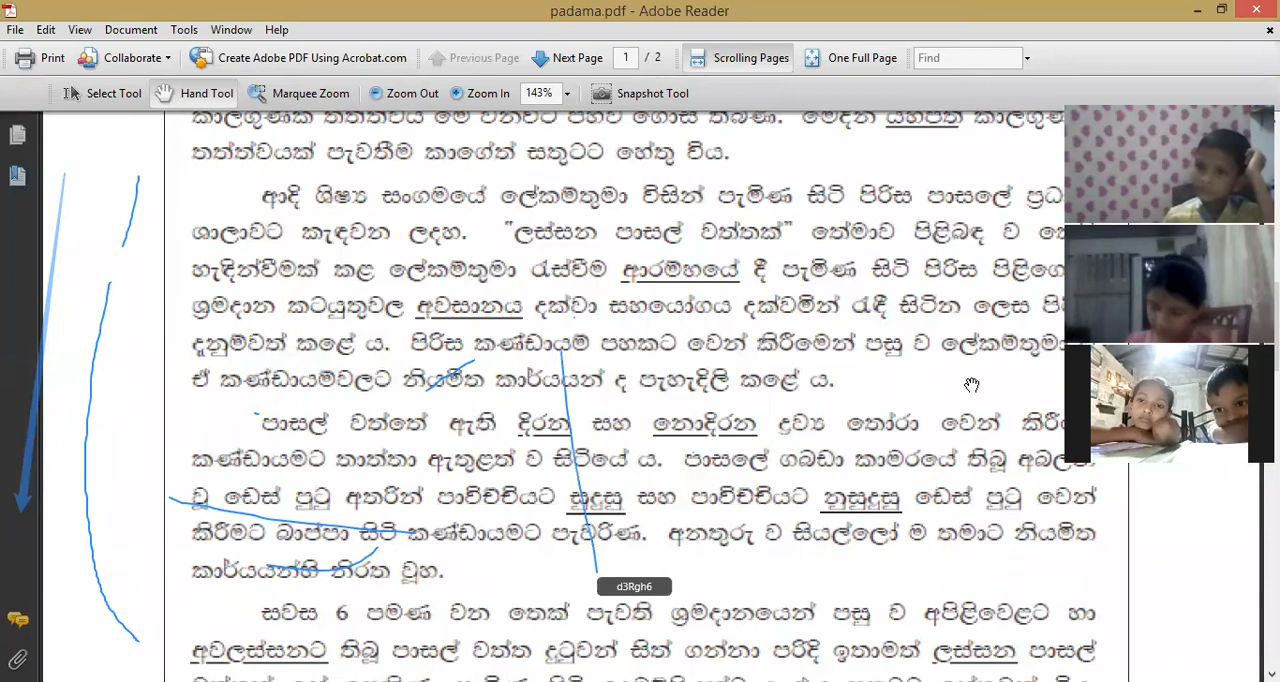 padama.pdf - Adobe Reader
File Edit View Document Tools Window Help
Print Collaborate Create Adobe PDF Using Acrobat.com Previous Page Next Page 1 / 2 Scrolling Pages One Full Page Find
Select Tool Hand Tool Marquee Zoom Zoom Out Zoom In 143% Snapshot Tool
කාලගුණික තත්ත්වය මේ වනවිට පහව ගොස් තිබිණි. මෙදින යහපත්
තත්ත්වයක් පැවතීම කාගේත් සතුටට හේතු විය.
ආදි ශිෂ්‍ය සංගමයේ ලේකම්තුමා විසින් පැමිණ සිටි පිරිස පාසලේ
ශාලාවට කැඳවන ලදහ. “ලස්සන පාසල් වත්තක්” තේමාව පිළිබඳ ව
හැඳින්වීමක් කළ ලේකම්තුමා රැස්වීම ආරම්භයේ දී පැමිණ සිටි පිරිස
ශ්‍රමදාන කටයුතුවල අවසානය දක්වා සහයෝගය දක්වමින් රැඳී සිටින ලෙස
දැනුම්වත් කළේ ය. පිරිස කණ්ඩායම් පහකට වෙන් කිරීමෙන් පසු ව ලේකම්තුමා
ඒ කණ්ඩායම්වලට නියමිත කාර්යයන් ද පැහැදිලි කළේ ය.
පාසල් වත්තේ ඇති දිරන සහ නොදිරන ද්‍රව්‍ය තෝරා වෙන්
කණ්ඩායමට තාත්තා ඇතුළත් ව සිටියේ ය. පාසලේ ගබඩා කාමරයේ තිබූ
වූ ඩෙස් පුටු අතරින් පාවිච්චියට සුදුසු සහ පාවිච්චියට නුසුදුසු ඩෙස් පුටු වෙන්
කිරීමට බාප්පා සිටි කණ්ඩායමට පැවරිණි. අනතුරු ව සියල්ලෝ ම තමාට නියමිත
කාර්යයන්හි නිරත වූහ.
d3Rgh6
සවස 6 පමණ වන තෙක් පැවති ශ්‍රමදානයෙන් පසු ව අපිළිවෙළට හා
අවලස්සනට තිබූ පාසල් වත්ත දුටුවන් සිත් ගන්නා පරිදි ඉතාමත් ලස්සන පාසල්